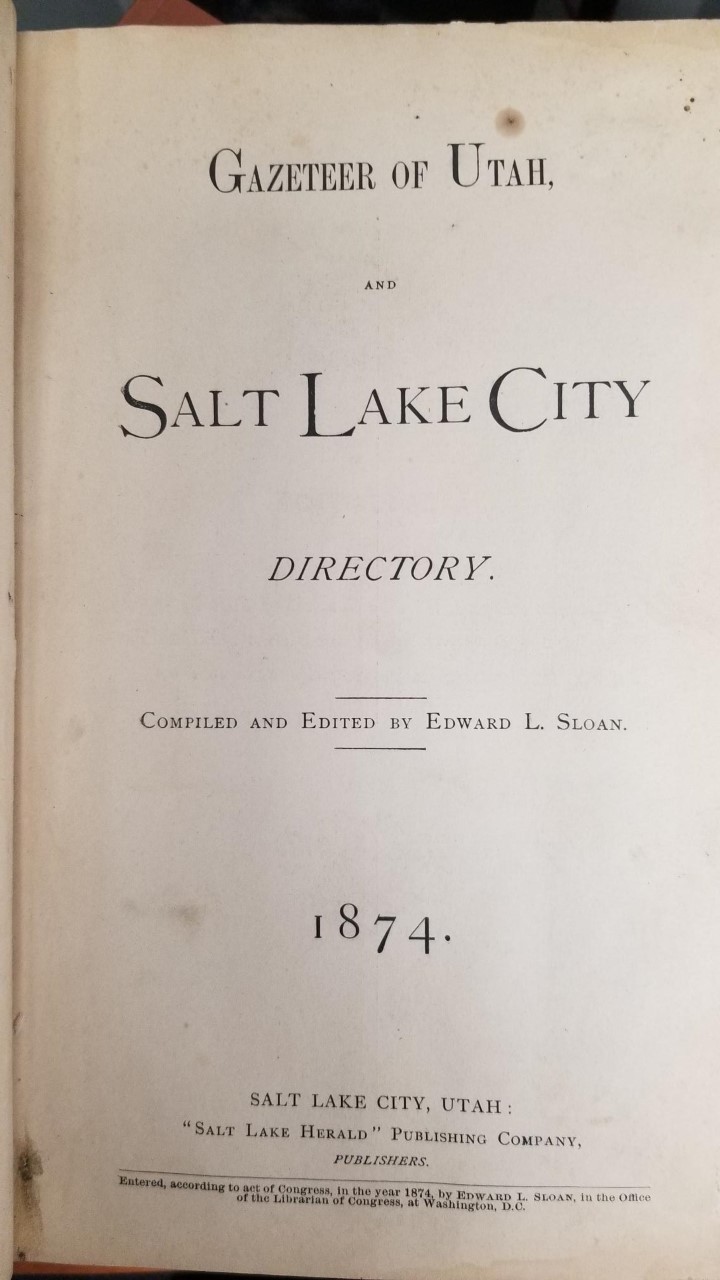 GAZETEER OF UTAH,
AND
SALT LAKE CITY
DIRECTORY.
COMPILED AND EDITED BY EDWARD L. SLOAN.
1874.
SALT LAKE CITY, UTAH:
"SALT LAKE HERALD" PUBLISHING COMPANY,
PUBLISHERS.
Entered, according to act of Congress, in the year 1874, by EDWARD L. SLOAN, in the Office
of the Librarian of Congress, at Washington, D.C.